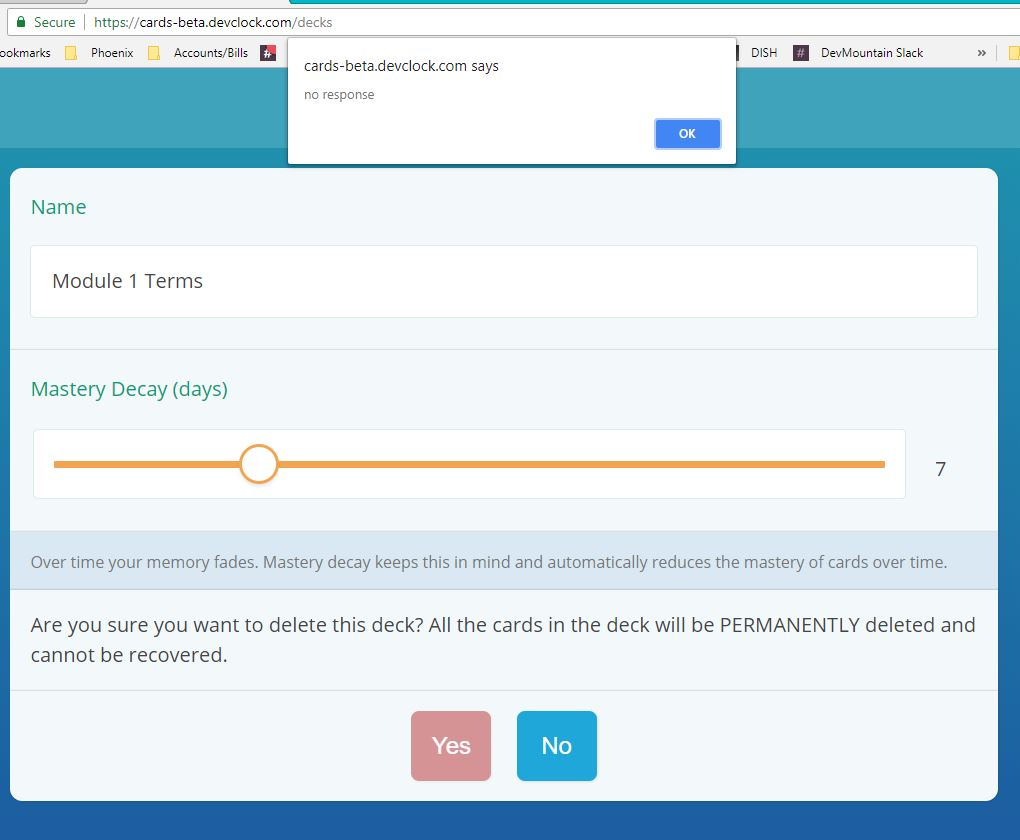 Secure https://cards-beta.devclock.com/decks
ookmarks Phoenix Accounts/Bills DISH DevMountain Slack »
cards-beta.devclock.com says
no response
OK
Name
Module 1 Terms
Mastery Decay (days)
7
Over time your memory fades. Mastery decay keeps this in mind and automatically reduces the mastery of cards over time.
Are you sure you want to delete this deck? All the cards in the deck will be PERMANENTLY deleted and
cannot be recovered.
Yes No